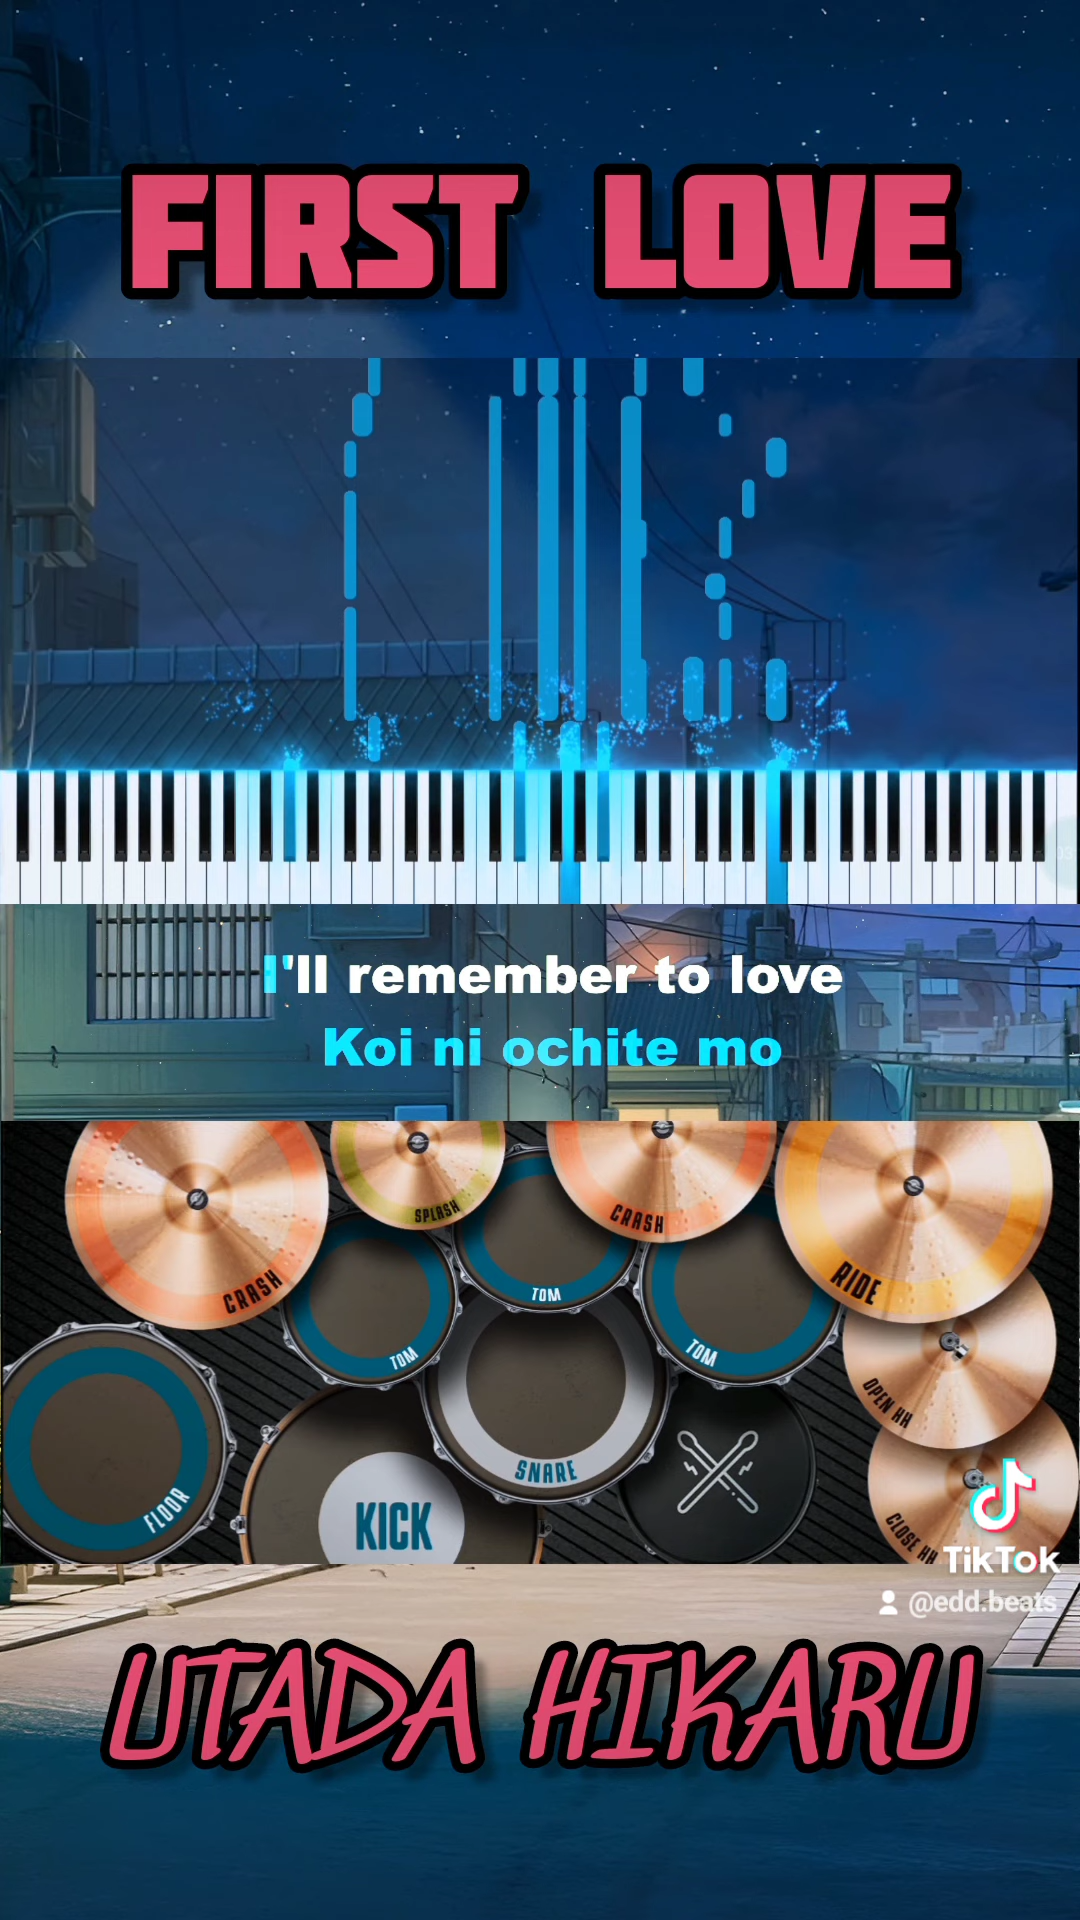 FIRST LOVE
I'll remember to love
Koi ni ochite mo
CRASH
SPLASH
CRASH
RIDE
TOM
TOM
TOM
OPEN HH
FLOOR
KICK
SNARE
CLOSE HH
TikTok
@edd.beats
UTADA HIKARU